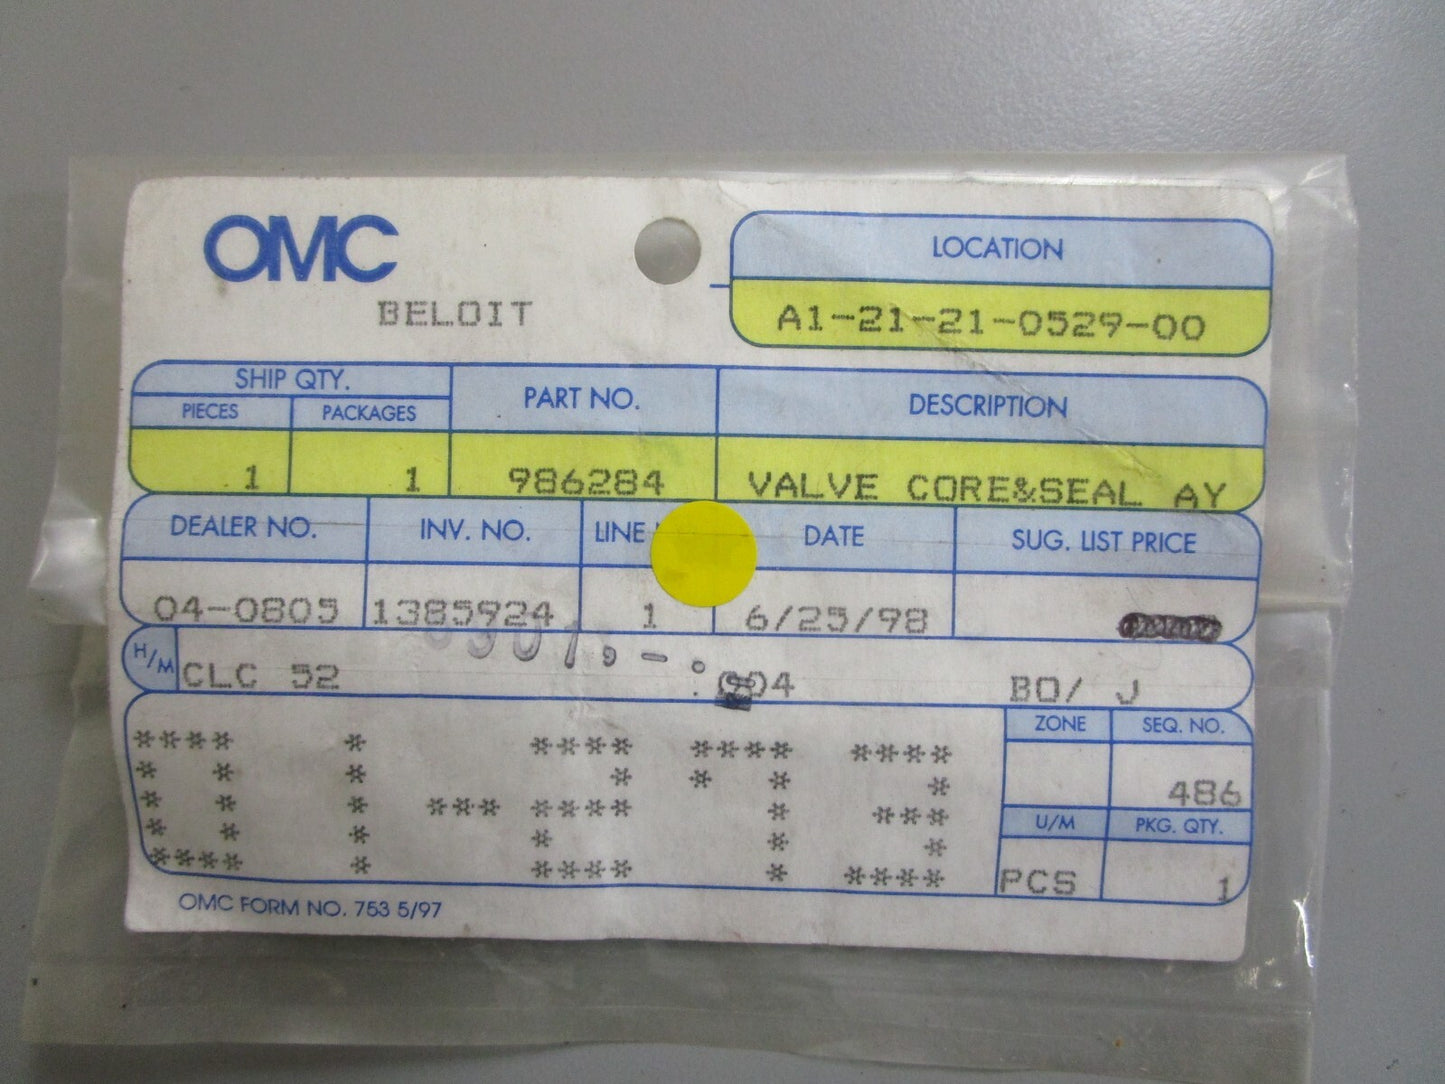 OMC
BELOIT
LOCATION
A1-21-21-0529-00
SHIP QTY.
PIECES PACKAGES PART NO. DESCRIPTION
1 1 986284 VALVE CORE&SEAL AY
DEALER NO. INV. NO. LINE DATE SUG. LIST PRICE
04-0805 1385924 1 6/25/98
H/M CLC 52 004 BO/ J
ZONE SEQ. NO.
486
U/M PKG. QTY.
PCS 1
OMC FORM NO. 753 5/97